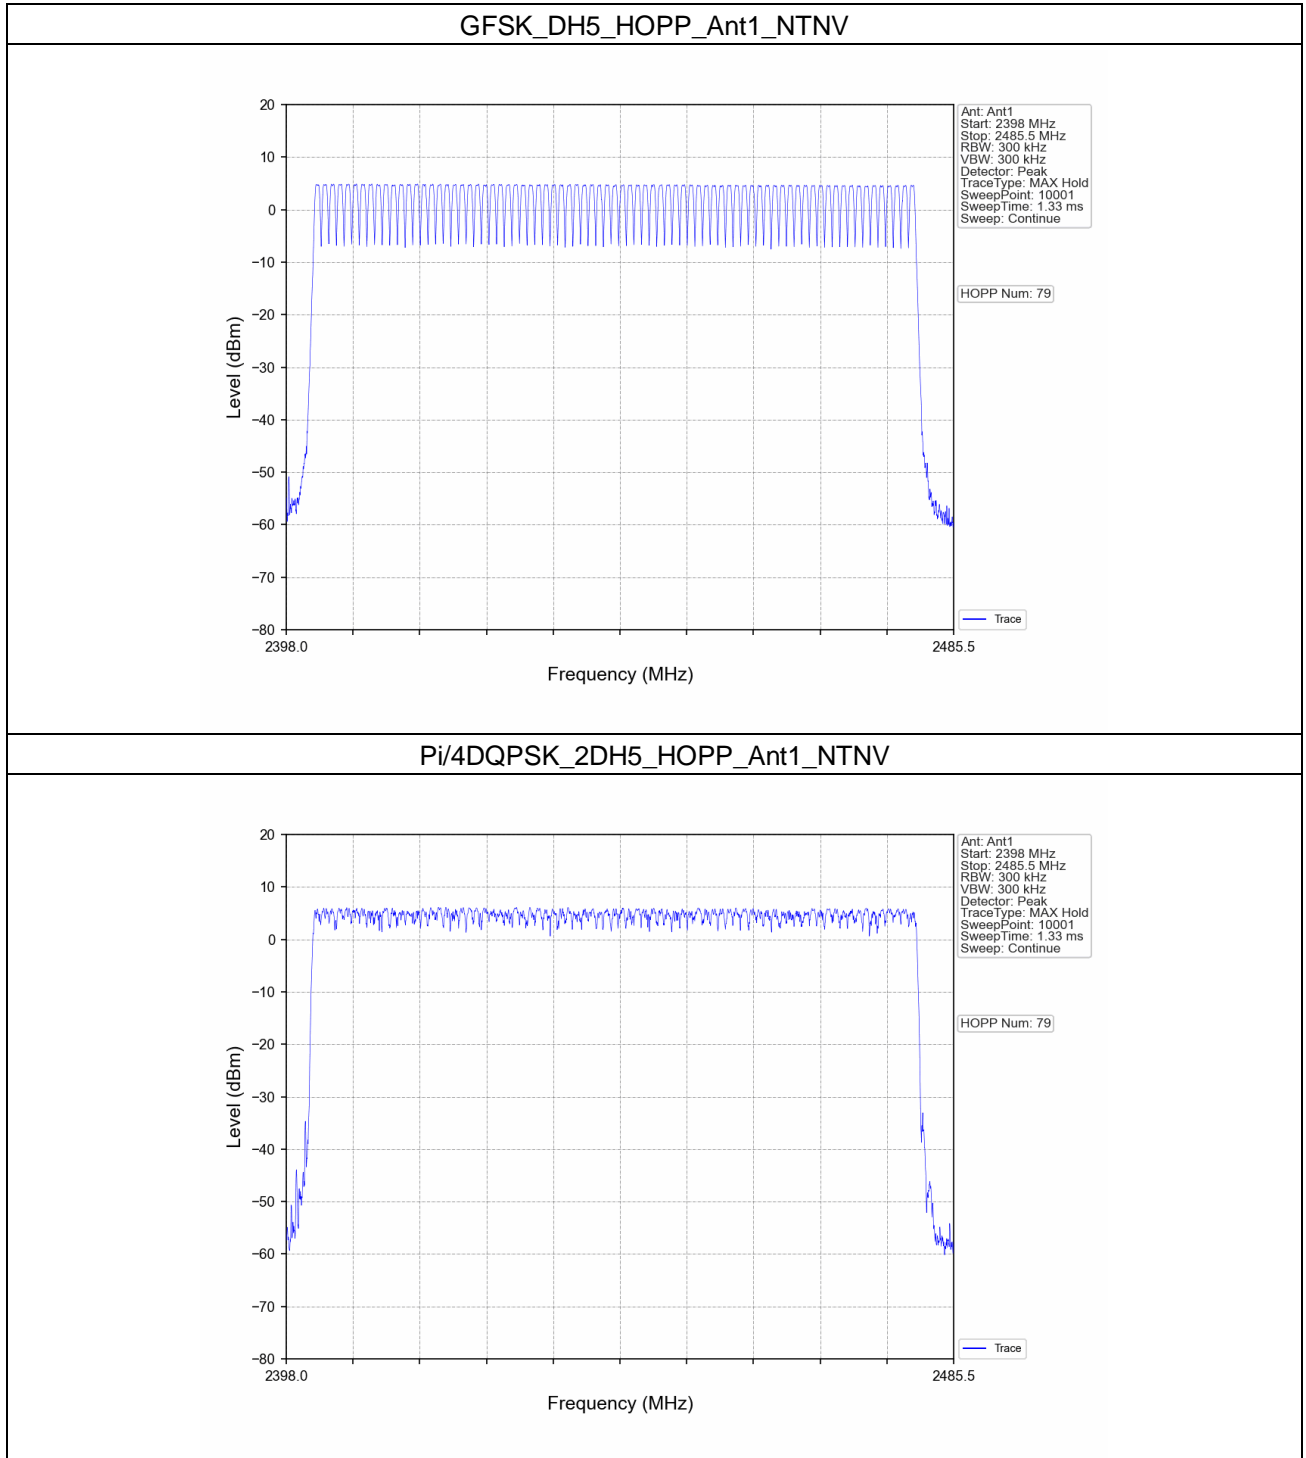 GFSK_DH5_HOPP_Ant1_NTNV
20
10
0
−10
−20
−30
−40
−50
−60
−70
−80
Level (dBm)
2398.0
2485.5
Frequency (MHz)
Ant: Ant1
Start: 2398 MHz
Stop: 2485.5 MHz
RBW: 300 kHz
VBW: 300 kHz
Detector: Peak
TraceType: MAX Hold
SweepPoint: 10001
SweepTime: 1.33 ms
Sweep: Continue
HOPP Num: 79
Trace
Pi/4DQPSK_2DH5_HOPP_Ant1_NTNV
20
10
0
−10
−20
−30
−40
−50
−60
−70
−80
Level (dBm)
2398.0
2485.5
Frequency (MHz)
Ant: Ant1
Start: 2398 MHz
Stop: 2485.5 MHz
RBW: 300 kHz
VBW: 300 kHz
Detector: Peak
TraceType: MAX Hold
SweepPoint: 10001
SweepTime: 1.33 ms
Sweep: Continue
HOPP Num: 79
Trace